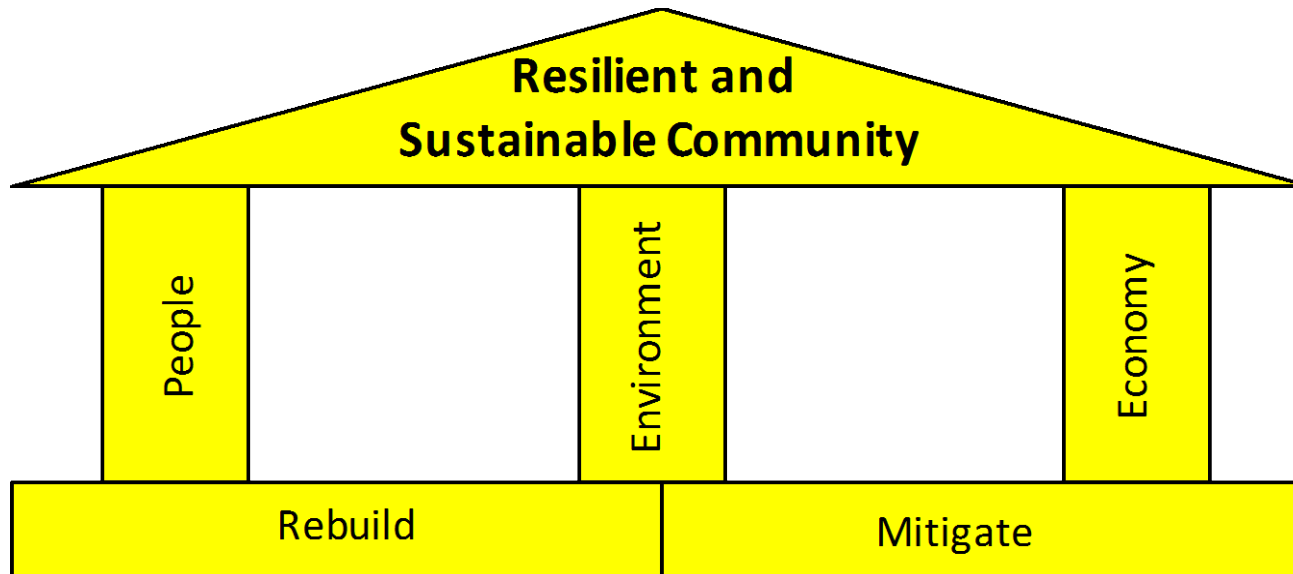 Resilient and
Sustainable Community
People
Environment
Economy
Rebuild
Mitigate